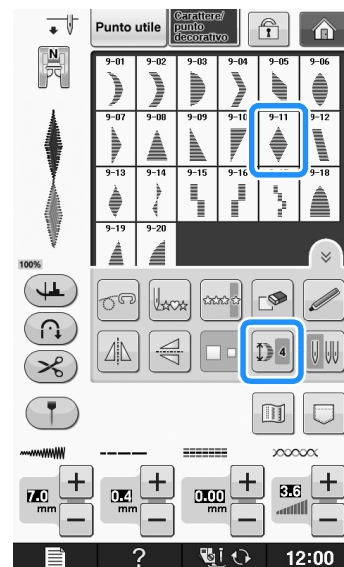 Punto utile
Carattere/
punto
decorativo
N
9-01 9-02 9-03 9-04 9-05 9-06
9-07 9-08 9-09 9-10 9-11 9-12
9-13 9-14 9-15 9-16 9-18
9-19 9-20
100%
4
7.0 mm + −
0.4 mm + −
0.00 mm + −
3.6 + −
?
12:00